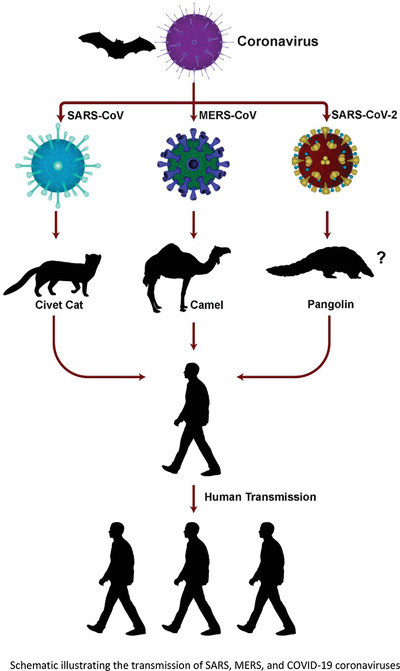 Coronavirus
SARS-CoV
MERS-CoV
SARS-CoV-2
Civet Cat
Camel
Pangolin
?
Human Transmission
Schematic illustrating the transmission of SARS, MERS, and COVID-19 coronaviruses